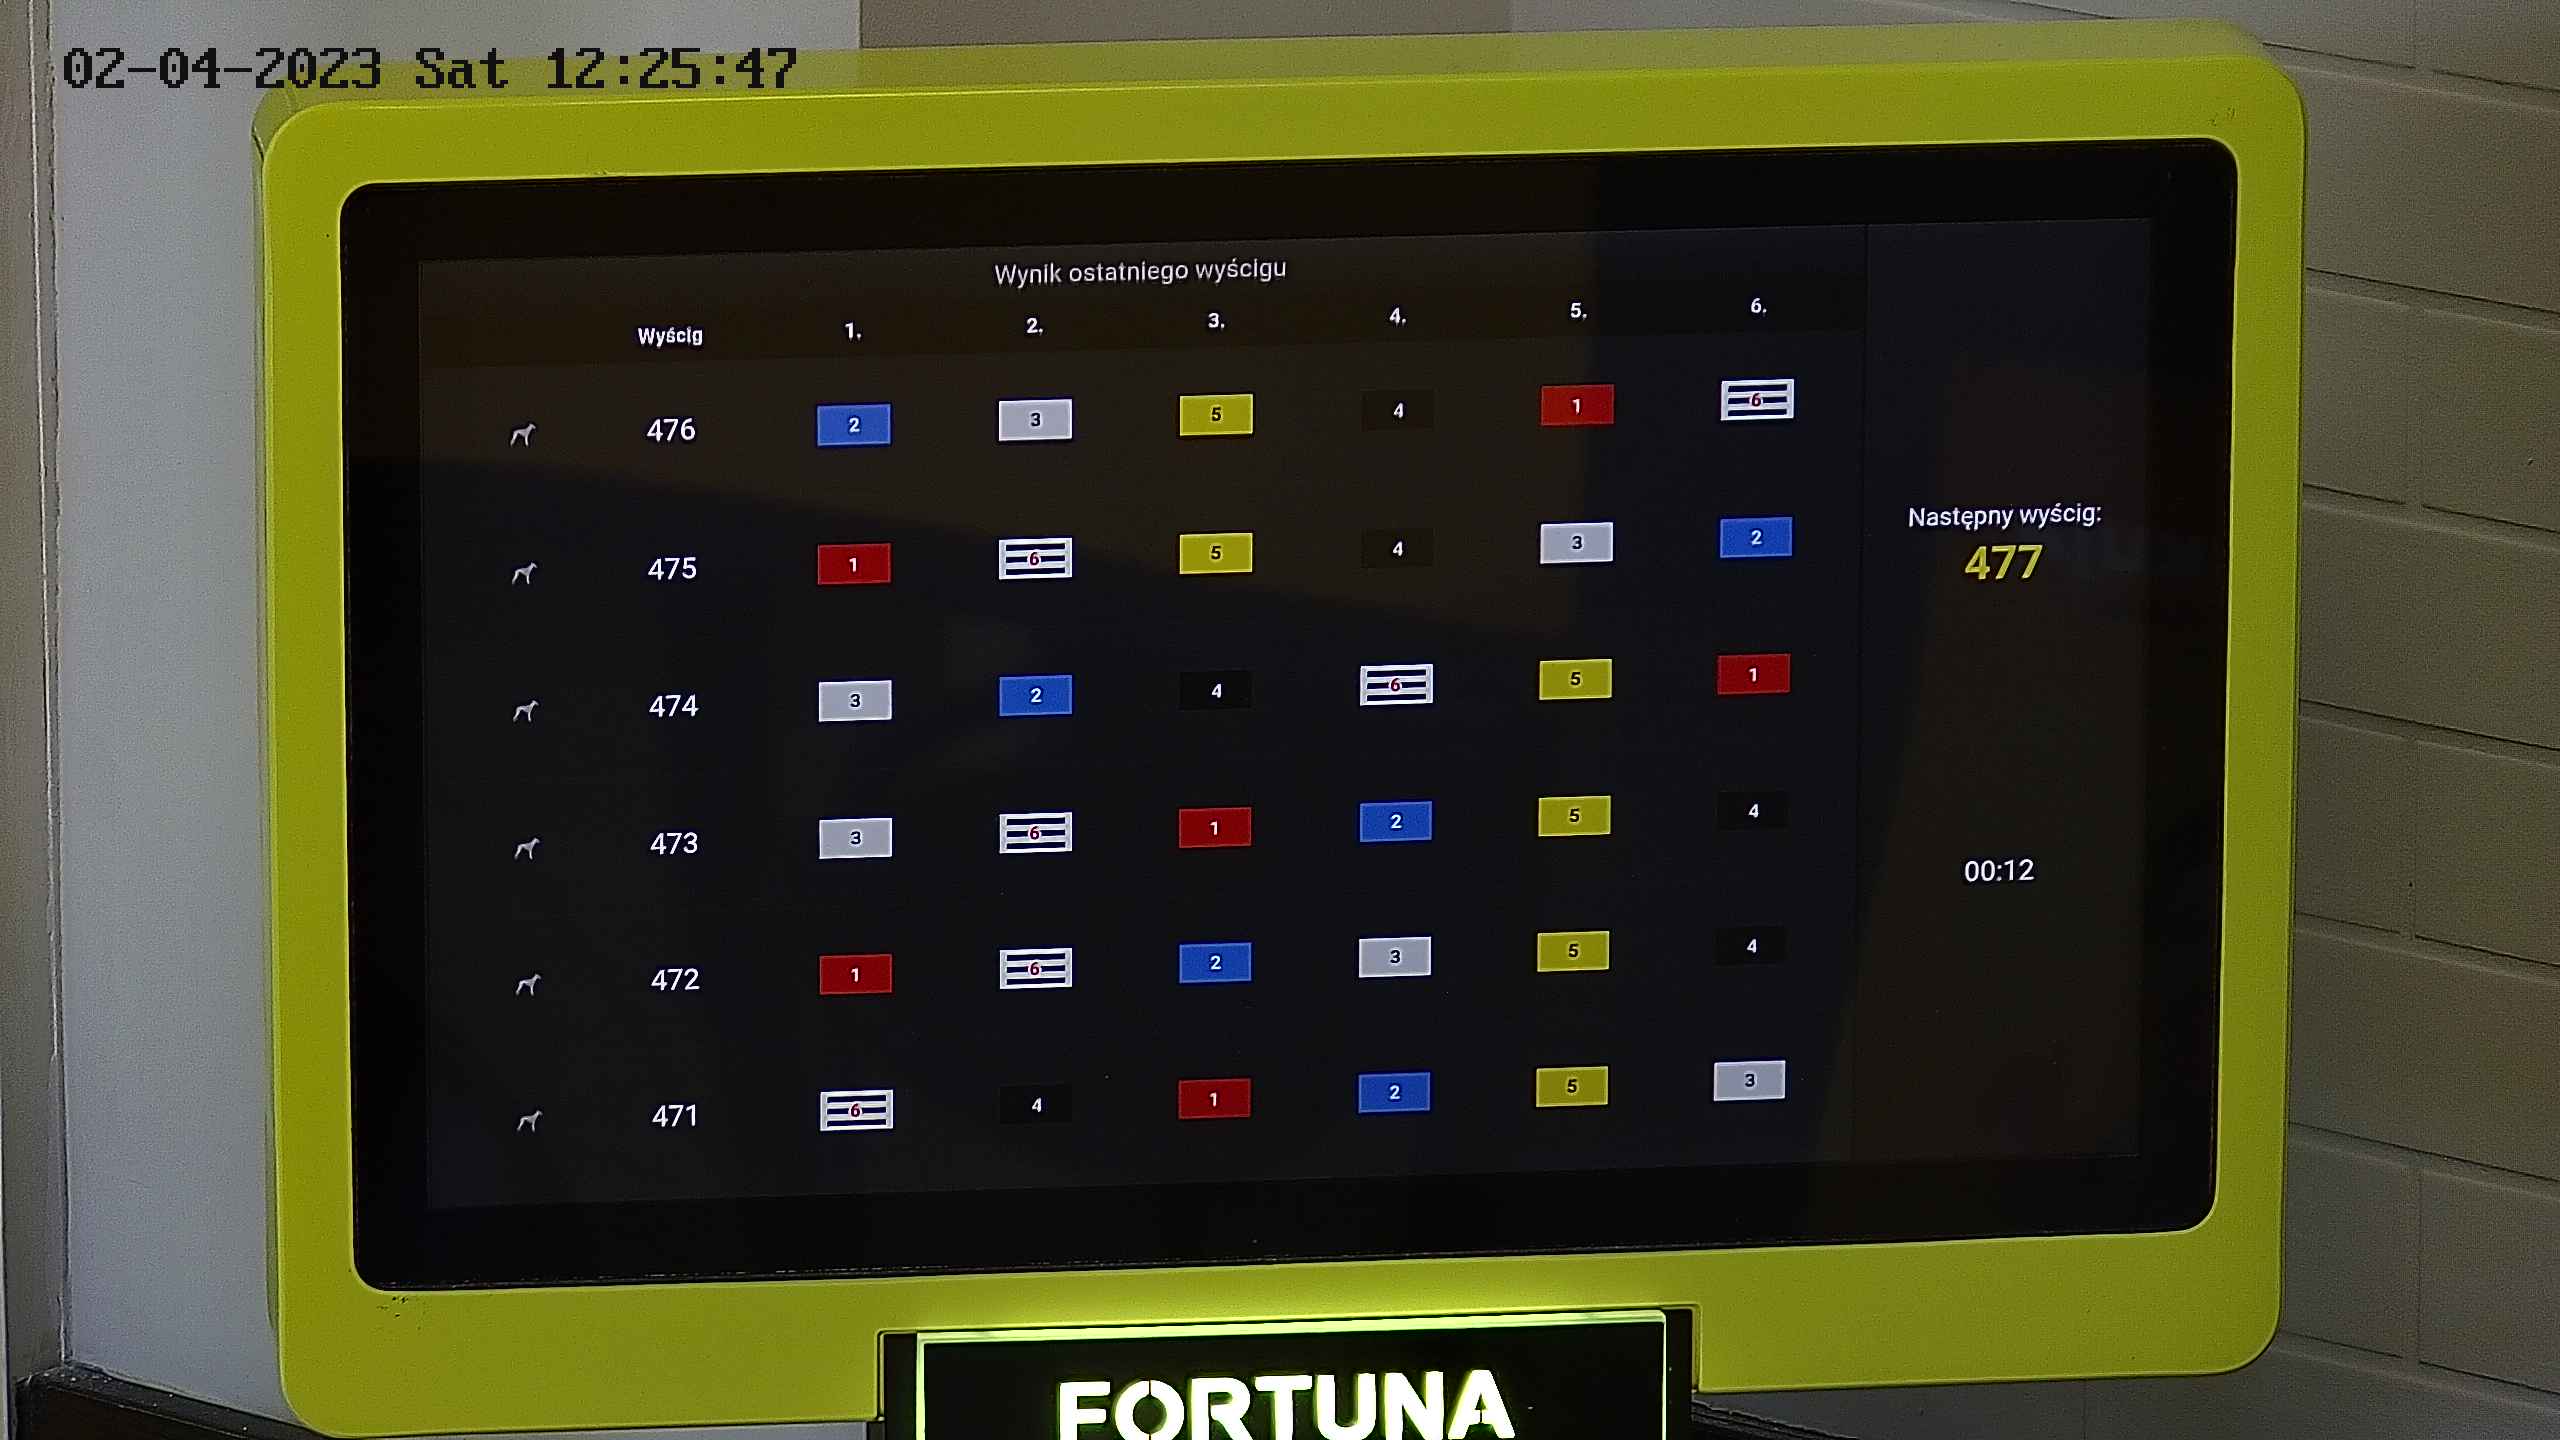 02-04-2023 Sat 12:25:47
Wynik ostatniego wyścigu
Wyścig 1. 2. 3. 4. 5. 6.
476 2 3 5 4 1 6
475 1 6 5 4 3 2
474 3 2 4 6 5 1
473 3 6 1 2 5 4
472 1 6 2 3 5 4
471 6 4 1 2 5 3
Następny wyścig:
477
00:12
FORTUNA